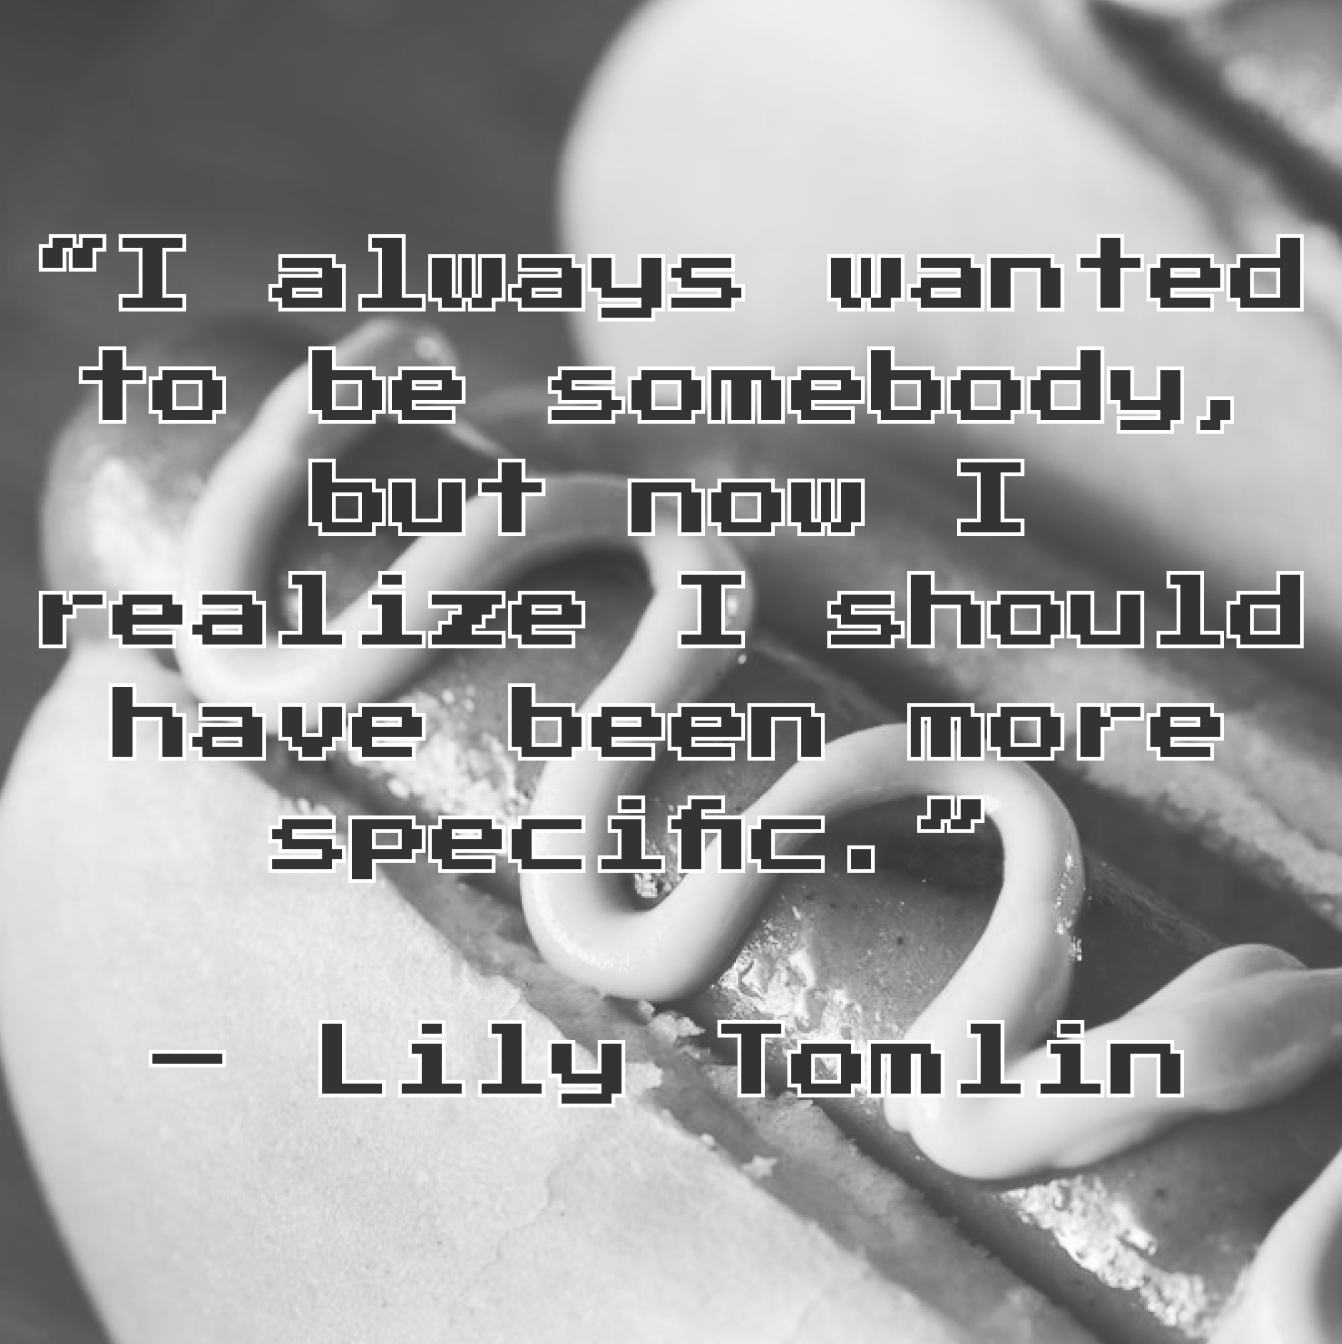 “I always wanted
to be somebody,
but now I
realize I should
have been more
specific.”
— Lily Tomlin